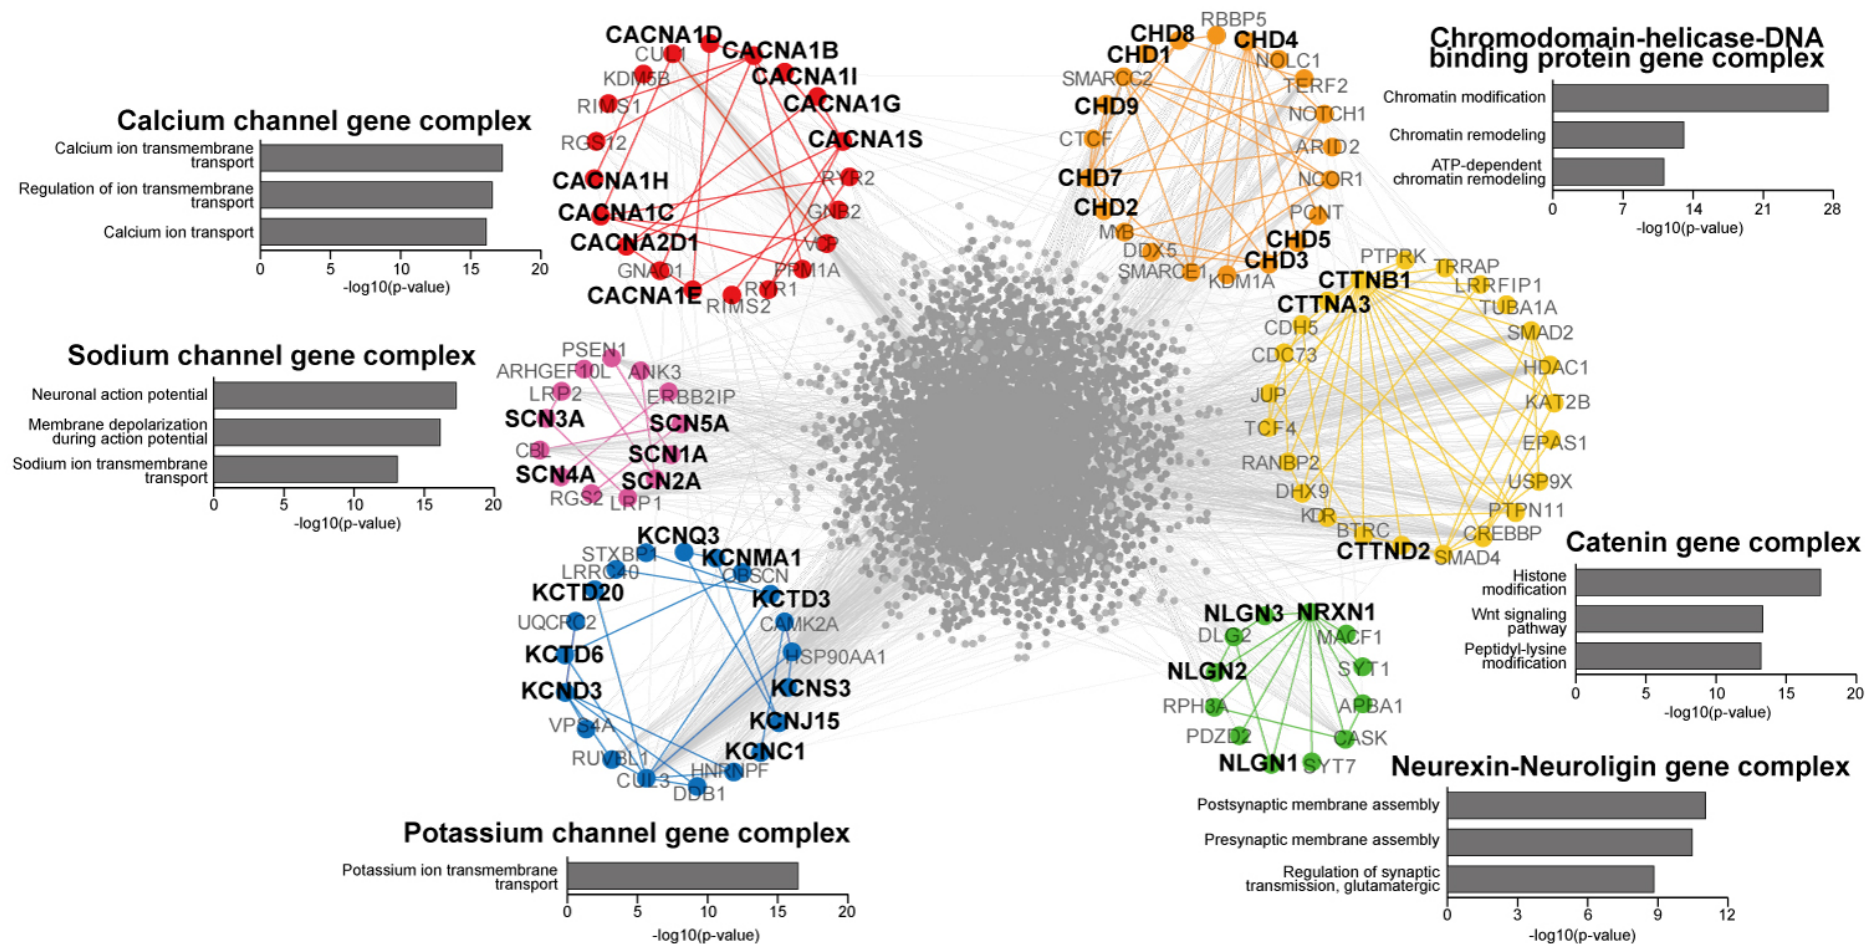 Calcium channel gene complex
Calcium ion transmembrane
transport
Regulation of ion transmembrane
transport
Calcium ion transport
0 5 10 15 20
-log10(p-value)
CACNA1D
CUL1
CACNA1B
KDM5B
CACNA1I
RIMS1
CACNA1G
RGS12
CACNA1S
CACNA1H
RYR2
CACNA1C
GNB2
CACNA2D1
VCP
GNAO1
PPM1A
CACNA1E
RYR1
RIMS2
CHD8
RBBP5
CHD1
CHD4
NOLC1
SMARCC2
TERF2
CHD9
NOTCH1
CTCF
ARID2
CHD7
NCOR1
CHD2
PCNT
MYB
CHD5
DDX5
CHD3
SMARCE1
KDM1A
Chromodomain-helicase-DNA
binding protein gene complex
Chromatin modification
Chromatin remodeling
ATP-dependent
chromatin remodeling
0 7 14 21 28
-log10(p-value)
Sodium channel gene complex
Neuronal action potential
Membrane depolarization
during action potential
Sodium ion transmembrane
transport
0 5 10 15 20
-log10(p-value)
PSEN1
ARHGEF10L
ANK3
LRP2
ERBB2IP
SCN3A
SCN5A
CBL
SCN1A
SCN4A
SCN2A
RGS2
LRP1
PTPRK
TRRAP
CTTNB1
LRRFIP1
CTTNA3
TUBA1A
CDH5
SMAD2
CDC73
HDAC1
JUP
KAT2B
TCF4
EPAS1
RANBP2
USP9X
DHX9
PTPN11
KDR
BTRC
CREBBP
CTTND2
SMAD4
Catenin gene complex
Histone
modification
Wnt signaling
pathway
Peptidyl-lysine
modification
0 5 10 15 20
-log10(p-value)
KCNQ3
STXBP1
KCNMA1
LRRC40
OBSCN
KCTD20
KCTD3
UQCRC2
CAMK2A
KCTD6
HSP90AA1
KCND3
KCNS3
VPS4A
KCNJ15
RUVBL1
KCNC1
CUL3
HNRNPF
DDB1
Potassium channel gene complex
Potassium ion transmembrane
transport
0 5 10 15 20
-log10(p-value)
NLGN3
NRXN1
DLG2
MACF1
NLGN2
SYT1
RPH3A
APBA1
PDZD2
CASK
NLGN1
SYT7
Neurexin-Neuroligin gene complex
Postsynaptic membrane assembly
Presynaptic membrane assembly
Regulation of synaptic
transmission, glutamatergic
0 3 6 9 12
-log10(p-value)